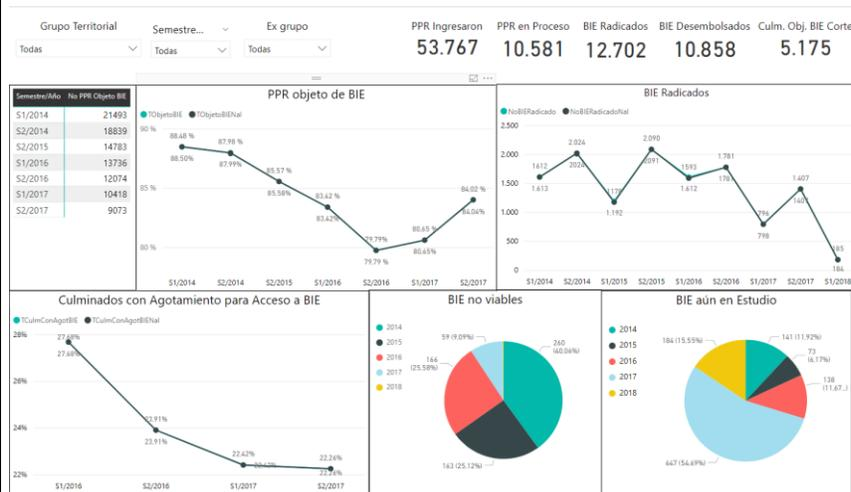 Grupo Territorial
Todas
Semestre...
Todas
Ex grupo
Todas
PPR Ingresaron
53.767
PPR en Proceso
10.581
BIE Radicados
12.702
BIE Desembolsados
10.858
Culm. Obj. BIE Corte
5.175
Semestre/Año No PPR Objeto BIE
S1/2014 21493
S2/2014 18839
S2/2015 14783
S1/2016 13736
S2/2016 12074
S1/2017 10418
S2/2017 9073
PPR objeto de BIE
TObjetoBIE TObjetoBIENal
90 %
85 %
80 %
88.48 %
88.50%
87.98 %
87.99%
85.57 %
85.58%
83.42 %
83.42%
79.79%
79.79 %
80.65 %
80.65%
84.02 %
84.04%
S1/2014 S2/2014 S2/2015 S1/2016 S2/2016 S1/2017 S2/2017
BIE Radicados
NoBIERadicado NoBIERadicadoNal
2.500
2.000
1.500
1.000
500
0
1612
1.613
2.024
2026
1.192
2.090
2091
1593
1.612
1.781
796
798
1.407
185
186
S1/2014 S2/2014 S1/2015 S2/2015 S1/2016 S2/2016 S1/2017 S2/2017 S1/2018
Culminados con Agotamiento para Acceso a BIE
TCulmConAgotBIE TCulmConAgotBIENal
28%
26%
24%
22%
27.68%
27.68%
23.91%
23.91%
22.42%
22.42%
22.26%
22.26%
S1/2016 S2/2016 S1/2017 S2/2017
BIE no viables
2014
2015
2016
2017
2018
59 (9,09%)
260
(40,06%)
166
(25,58%)
163 (25,12%)
BIE aún en Estudio
2014
2015
2016
2017
2018
184 (15,55%)
141 (11,92%)
73
(6,17%)
138
(11,67...)
647 (54,69%)